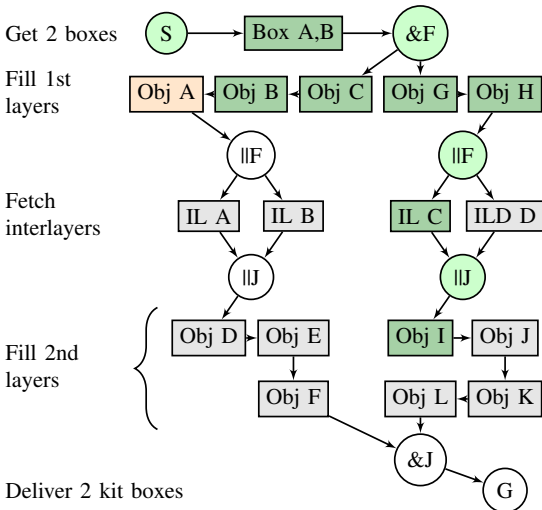 Get 2 boxes
S
Box A,B
&F
Fill 1st
layers
Obj A
Obj B
Obj C
Obj G
Obj H
||F
||F
Fetch
interlayers
IL A
IL B
IL C
ILD D
||J
||J
Fill 2nd
layers
Obj D
Obj E
Obj I
Obj J
Obj F
Obj L
Obj K
&J
Deliver 2 kit boxes
G